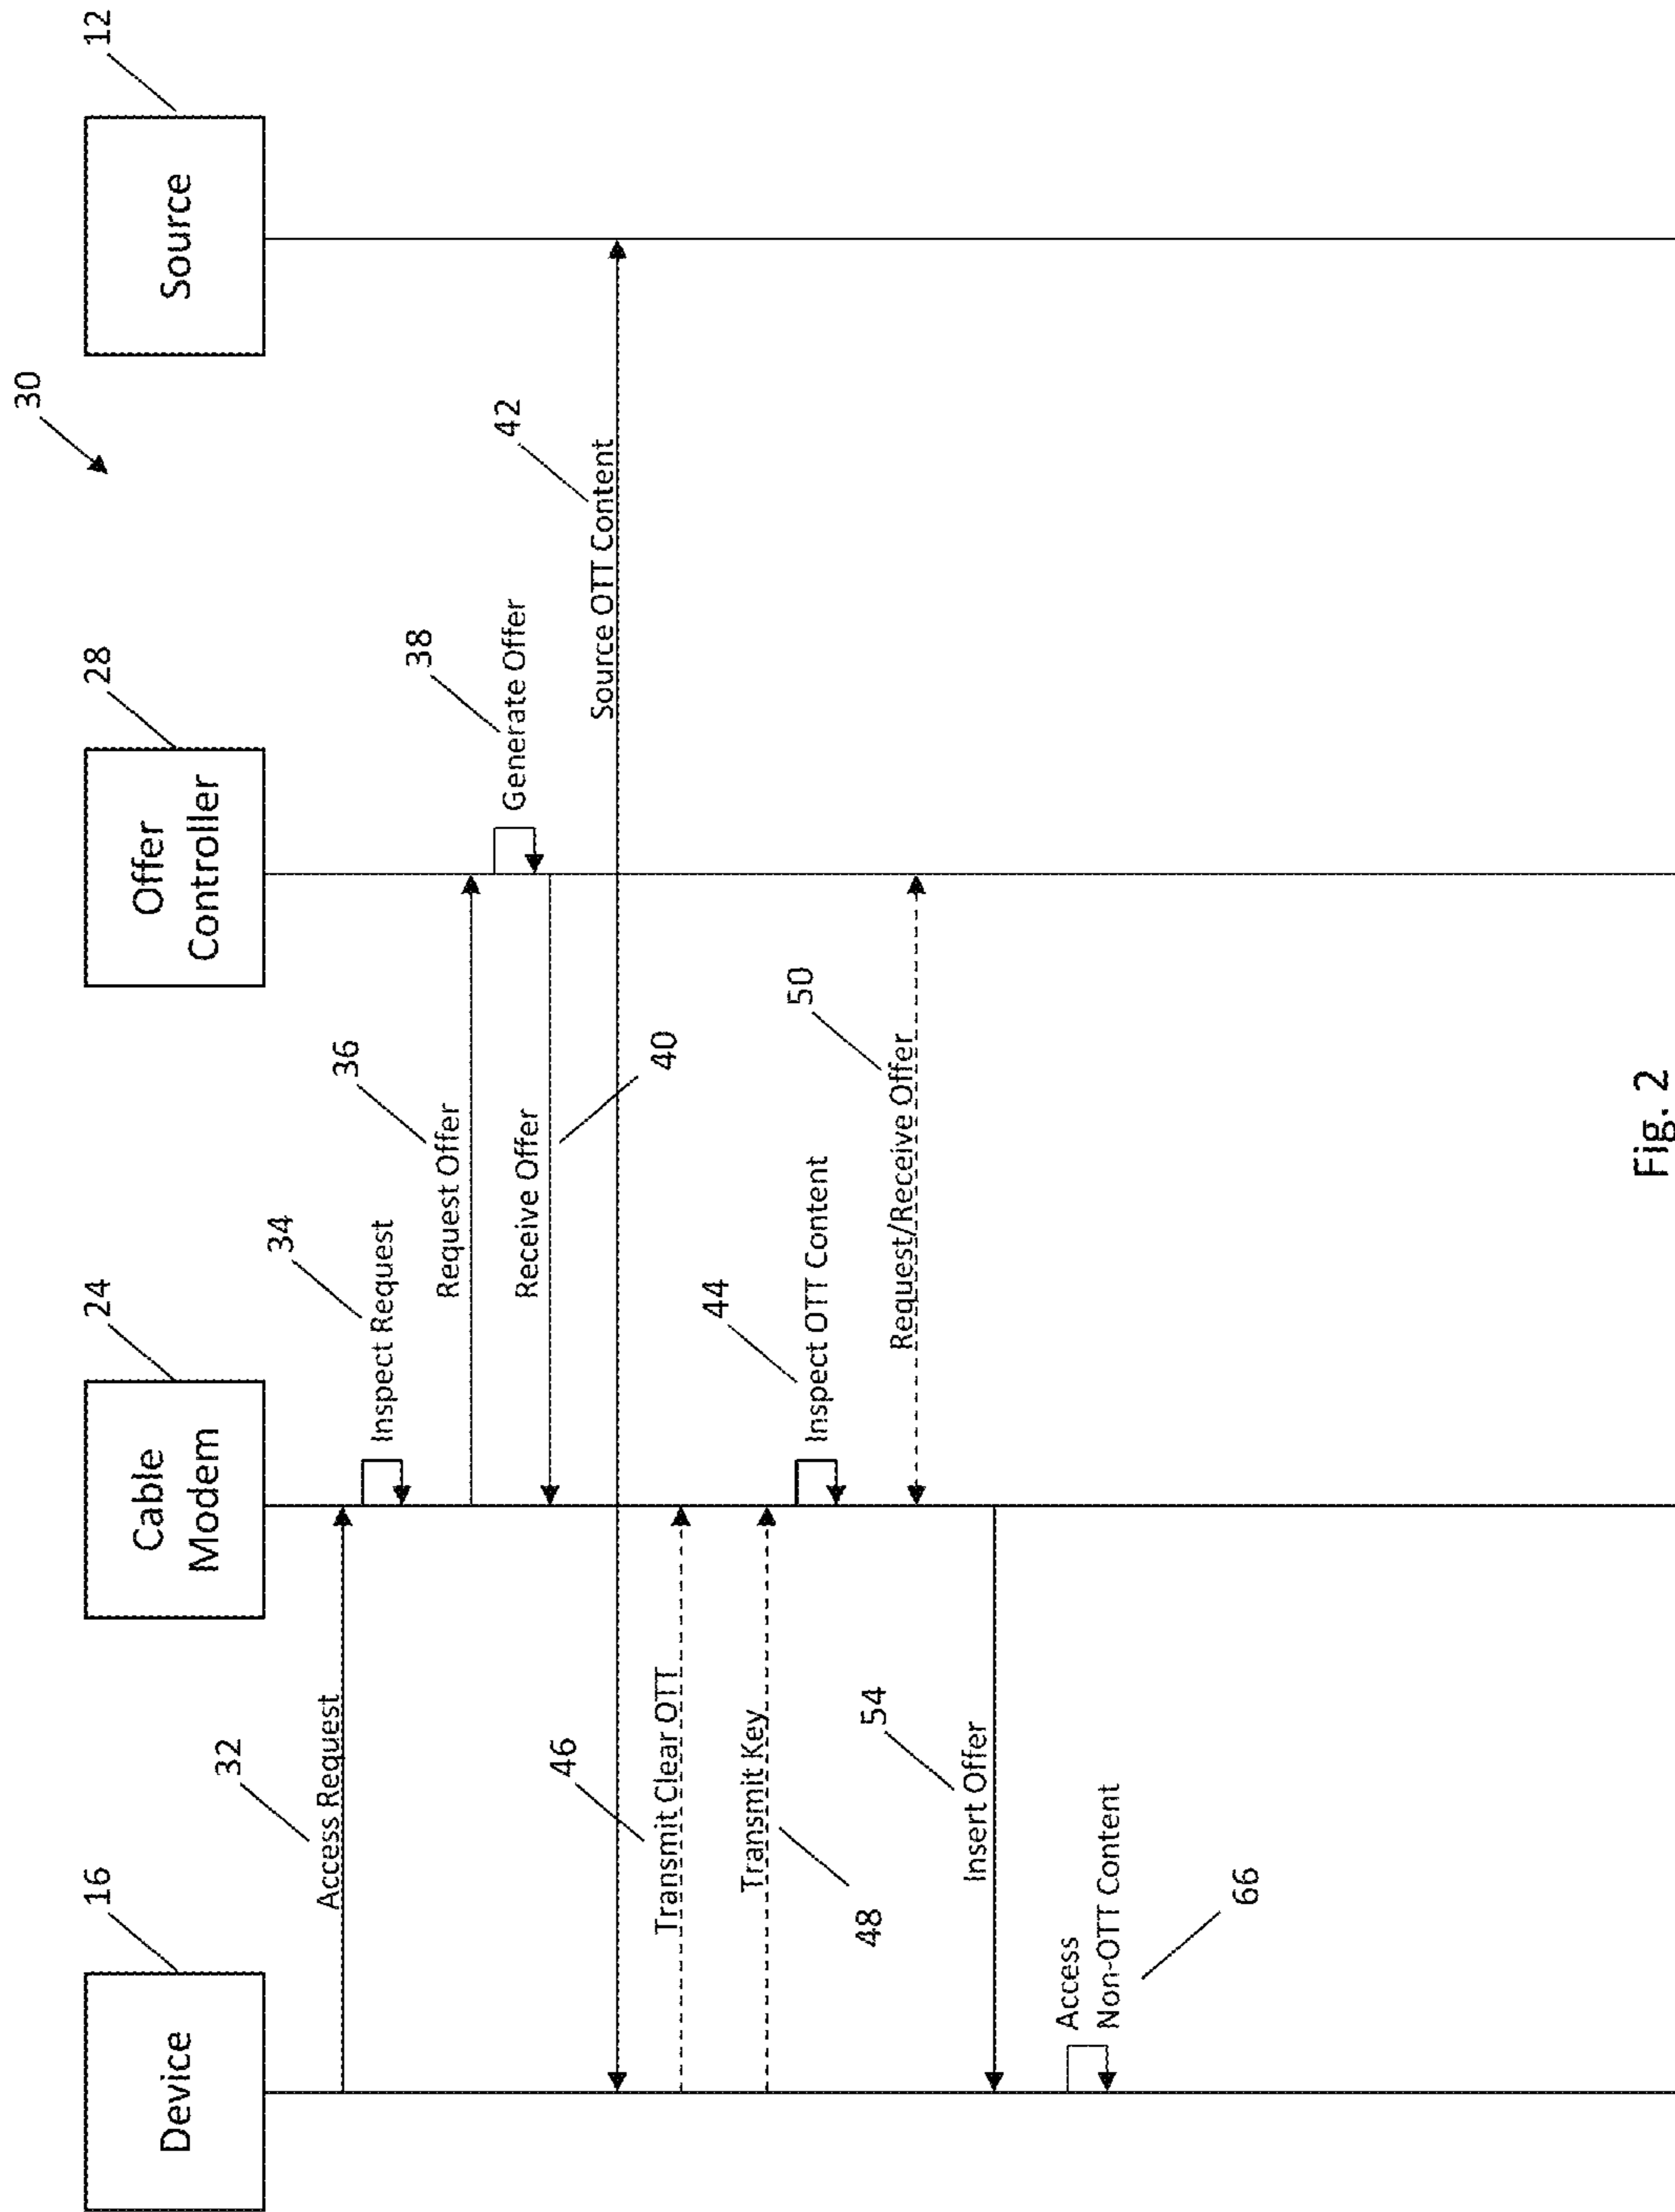 30
16
24
28
12
Device
Cable
Modem
Offer
Controller
Source
32
Access Request
34
Inspect Request
36
Request Offer
38
Generate Offer
Receive Offer
40
42
Source OTT Content
46
Transmit Clear OTT
Transmit Key
48
44
Inspect OTT Content
50
Request/Receive Offer
54
Insert Offer
Access
Non-OTT Content
66
Fig. 2